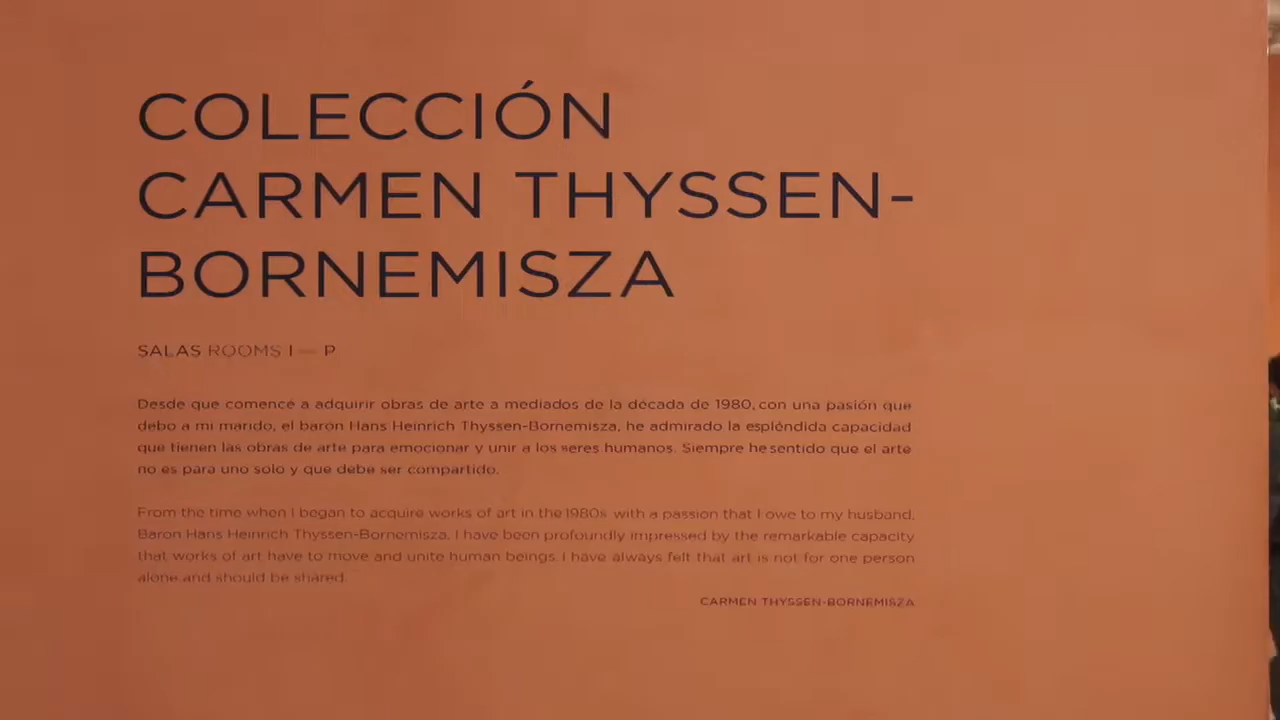 COLECCIÓN
CARMEN THYSSEN-
BORNEMISZA
SALAS ROOMS I — P
Desde que comencé a adquirir obras de arte a mediados de la década de 1980, con una pasión que
debo a mi marido, el barón Hans Heinrich Thyssen-Bornemisza, he admirado la espléndida capacidad
que tienen las obras de arte para emocionar y unir a los seres humanos. Siempre he sentido que el arte
no es para uno solo y que debe ser compartido.
From the time when I began to acquire works of art in the 1980s, with a passion that I owe to my husband,
Baron Hans Heinrich Thyssen-Bornemisza, I have been profoundly impressed by the remarkable capacity
that works of art have to move and unite human beings. I have always felt that art is not for one person
alone and should be shared.
CARMEN THYSSEN-BORNEMISZA